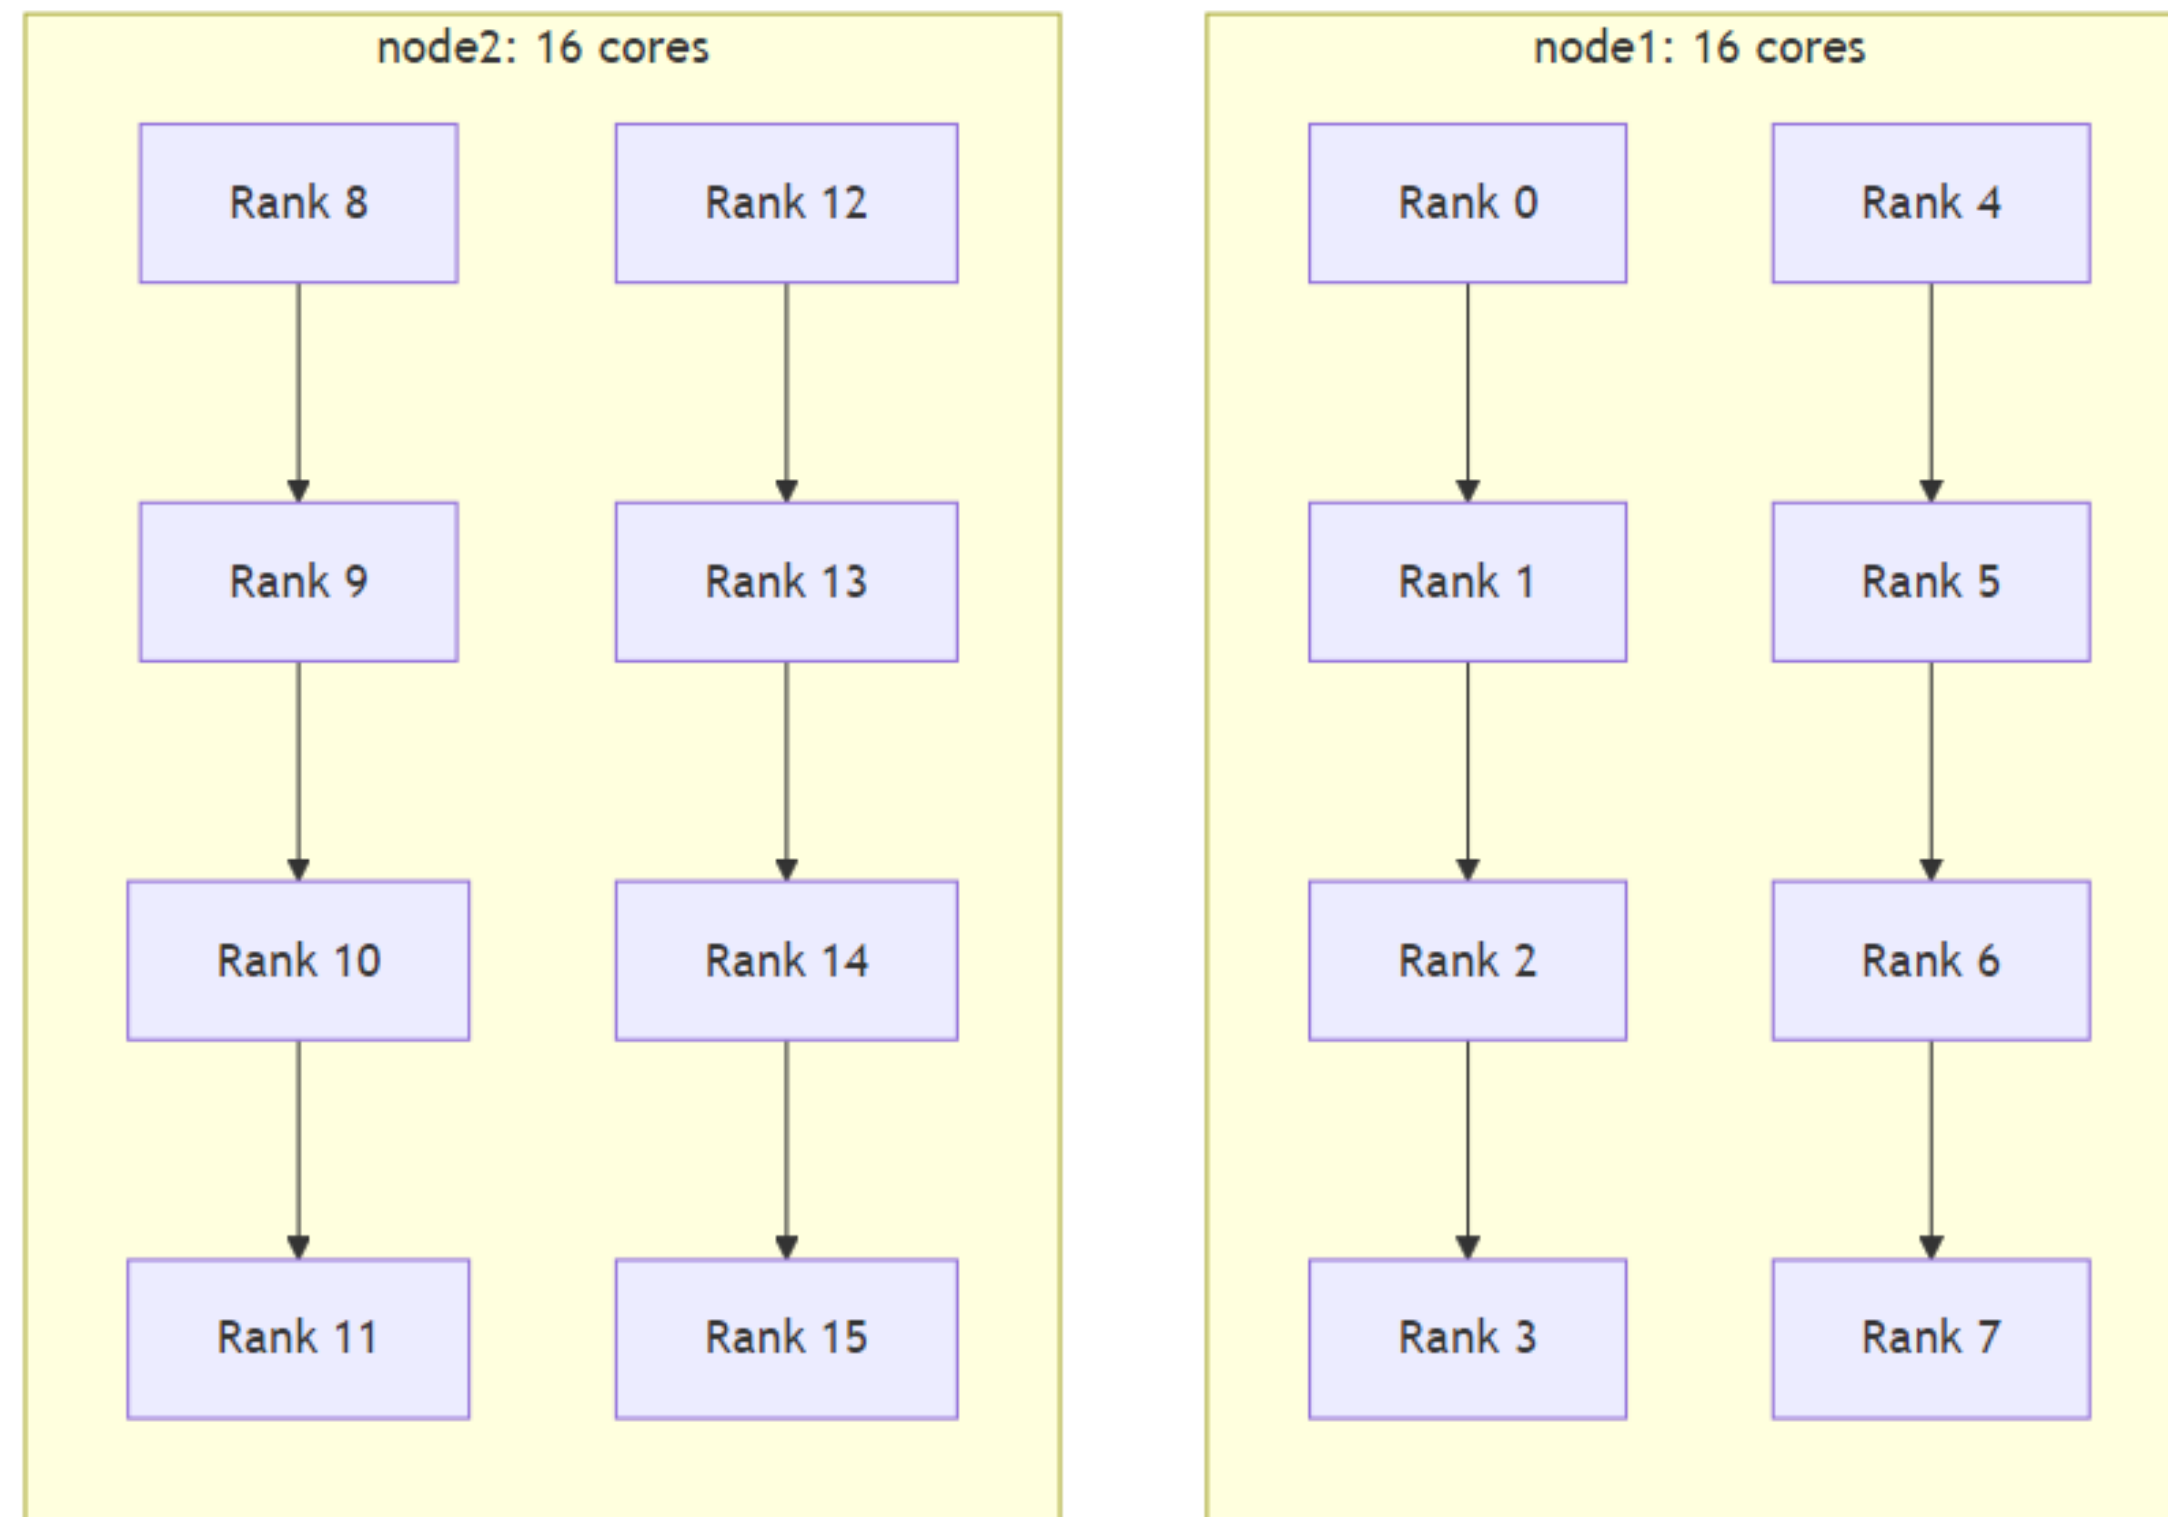 node2: 16 cores
Rank 8
Rank 12
Rank 9
Rank 13
Rank 10
Rank 14
Rank 11
Rank 15
node1: 16 cores
Rank 0
Rank 4
Rank 1
Rank 5
Rank 2
Rank 6
Rank 3
Rank 7